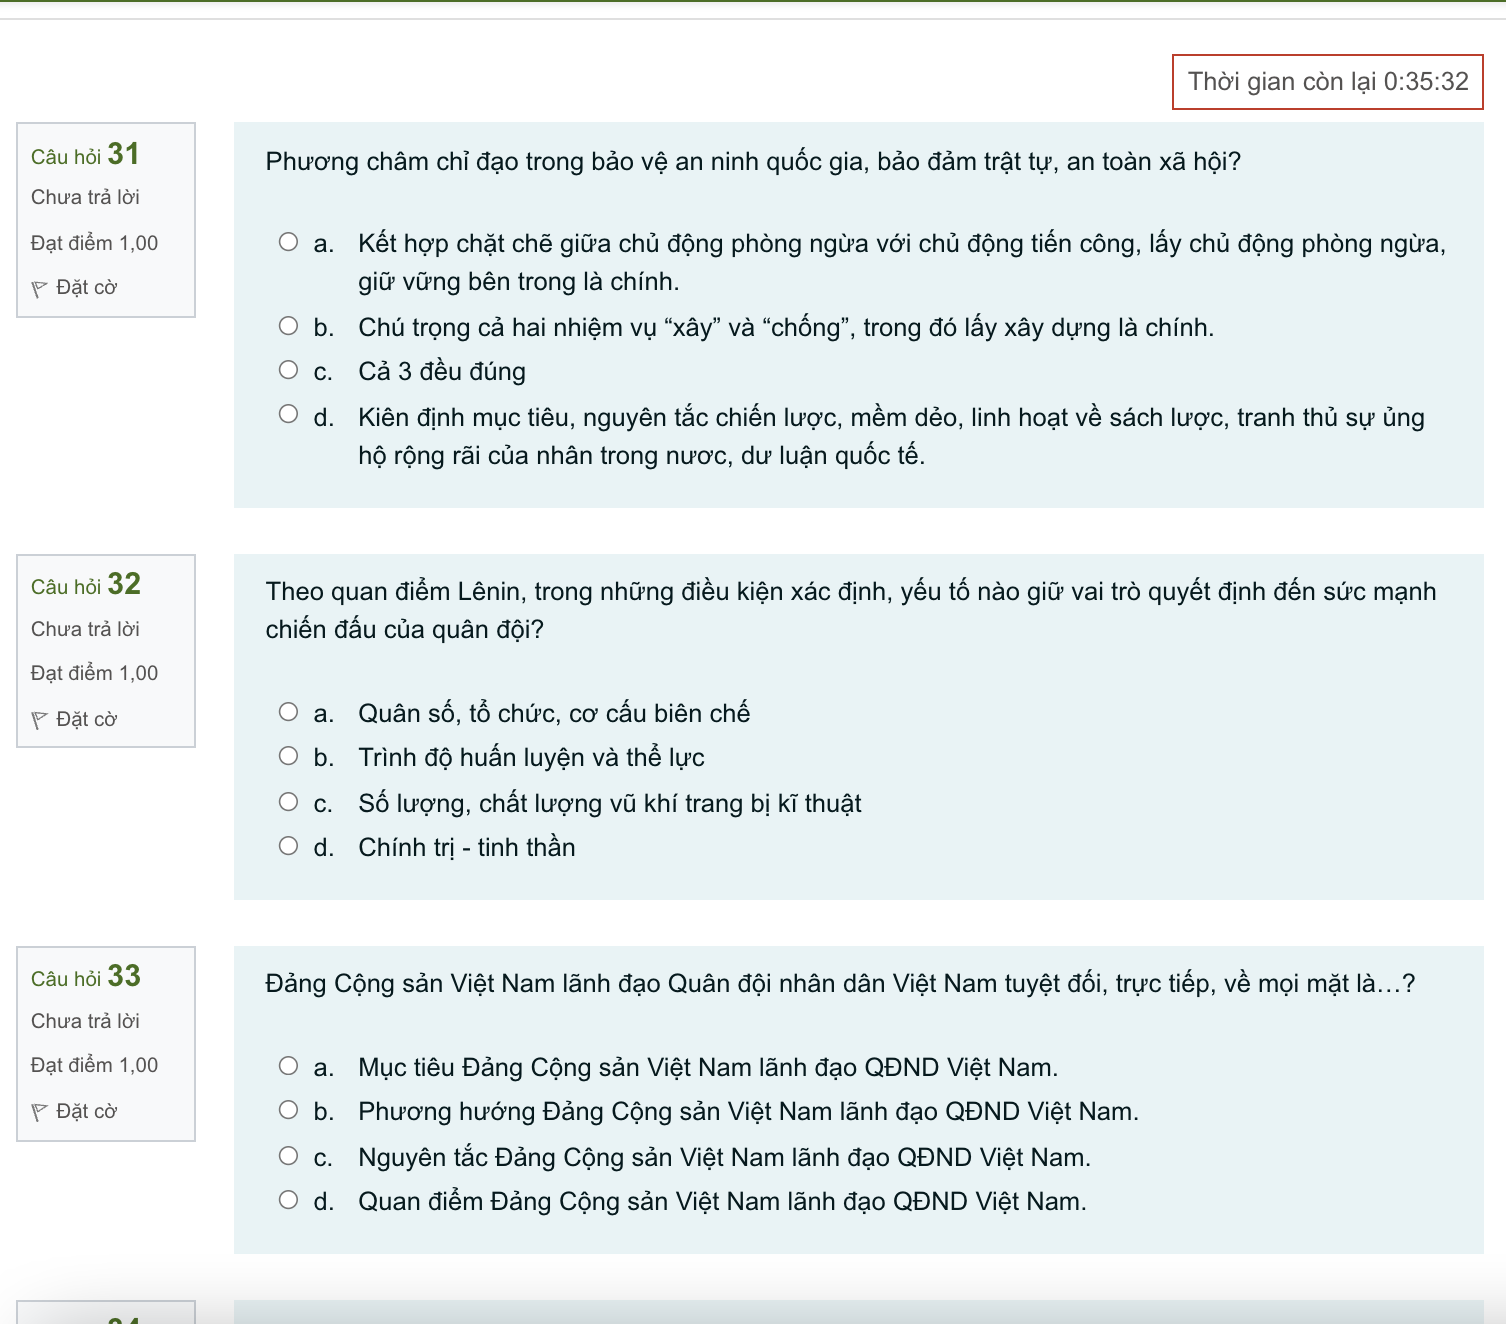 Thời gian còn lại 0:35:32
Câu hỏi 31
Chưa trả lời
Đạt điểm 1,00
Đặt cờ
Phương châm chỉ đạo trong bảo vệ an ninh quốc gia, bảo đảm trật tự, an toàn xã hội?
a. Kết hợp chặt chẽ giữa chủ động phòng ngừa với chủ động tiến công, lấy chủ động phòng ngừa,
giữ vững bên trong là chính.
b. Chú trọng cả hai nhiệm vụ “xây” và “chống”, trong đó lấy xây dựng là chính.
c. Cả 3 đều đúng
d. Kiên định mục tiêu, nguyên tắc chiến lược, mềm dẻo, linh hoạt về sách lược, tranh thủ sự ủng
hộ rộng rãi của nhân trong nươc, dư luận quốc tế.
Câu hỏi 32
Chưa trả lời
Đạt điểm 1,00
Đặt cờ
Theo quan điểm Lênin, trong những điều kiện xác định, yếu tố nào giữ vai trò quyết định đến sức mạnh
chiến đấu của quân đội?
a. Quân số, tổ chức, cơ cấu biên chế
b. Trình độ huấn luyện và thể lực
c. Số lượng, chất lượng vũ khí trang bị kĩ thuật
d. Chính trị - tinh thần
Câu hỏi 33
Chưa trả lời
Đạt điểm 1,00
Đặt cờ
Đảng Cộng sản Việt Nam lãnh đạo Quân đội nhân dân Việt Nam tuyệt đối, trực tiếp, về mọi mặt là…?
a. Mục tiêu Đảng Cộng sản Việt Nam lãnh đạo QĐND Việt Nam.
b. Phương hướng Đảng Cộng sản Việt Nam lãnh đạo QĐND Việt Nam.
c. Nguyên tắc Đảng Cộng sản Việt Nam lãnh đạo QĐND Việt Nam.
d. Quan điểm Đảng Cộng sản Việt Nam lãnh đạo QĐND Việt Nam.